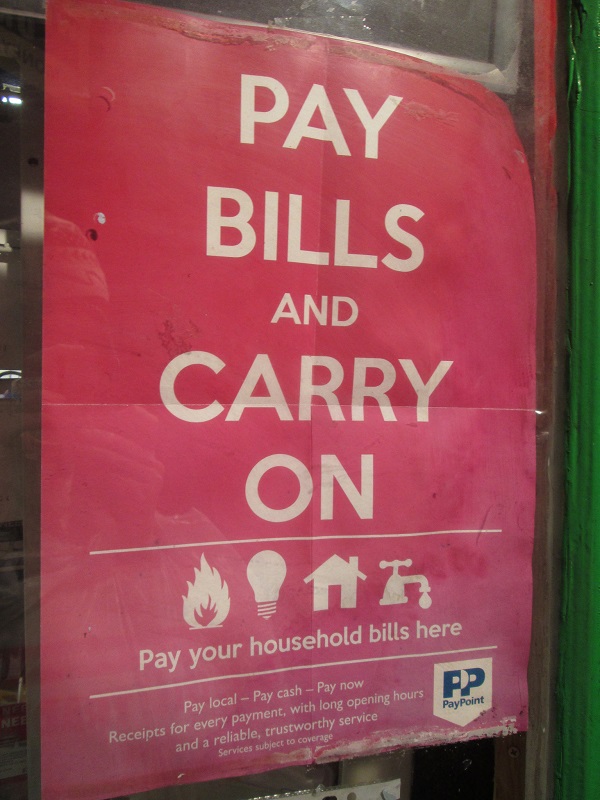 PAY
BILLS
AND
CARRY
ON
Pay your household bills here
Pay local – Pay cash – Pay now
Receipts for every payment, with long opening hours
and a reliable, trustworthy service
Services subject to coverage
PP
PayPoint